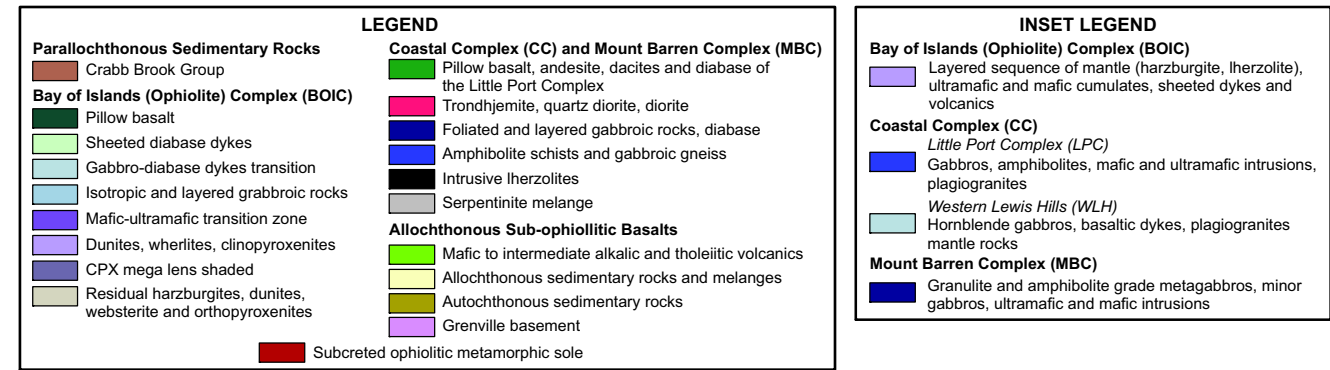 LEGEND
Parallochthonous Sedimentary Rocks
Crabb Brook Group
Bay of Islands (Ophiolite) Complex (BOIC)
Pillow basalt
Sheeted diabase dykes
Gabbro-diabase dykes transition
Isotropic and layered grabbroic rocks
Mafic-ultramafic transition zone
Dunites, wherlites, clinopyroxenites
CPX mega lens shaded
Residual harzburgites, dunites,
websterite and orthopyroxenites
Coastal Complex (CC) and Mount Barren Complex (MBC)
Pillow basalt, andesite, dacites and diabase of
the Little Port Complex
Trondhjemite, quartz diorite, diorite
Foliated and layered gabbroic rocks, diabase
Amphibolite schists and gabbroic gneiss
Intrusive lherzolites
Serpentinite melange
Allochthonous Sub-ophiollitic Basalts
Mafic to intermediate alkalic and tholeiitic volcanics
Allochthonous sedimentary rocks and melanges
Autochthonous sedimentary rocks
Grenville basement
Subcreted ophiolitic metamorphic sole
INSET LEGEND
Bay of Islands (Ophiolite) Complex (BOIC)
Layered sequence of mantle (harzburgite, lherzolite),
ultramafic and mafic cumulates, sheeted dykes and
volcanics
Coastal Complex (CC)
Little Port Complex (LPC)
Gabbros, amphibolites, mafic and ultramafic intrusions,
plagiogranites
Western Lewis Hills (WLH)
Hornblende gabbros, basaltic dykes, plagiogranites
mantle rocks
Mount Barren Complex (MBC)
Granulite and amphibolite grade metagabbros, minor
gabbros, ultramafic and mafic intrusions